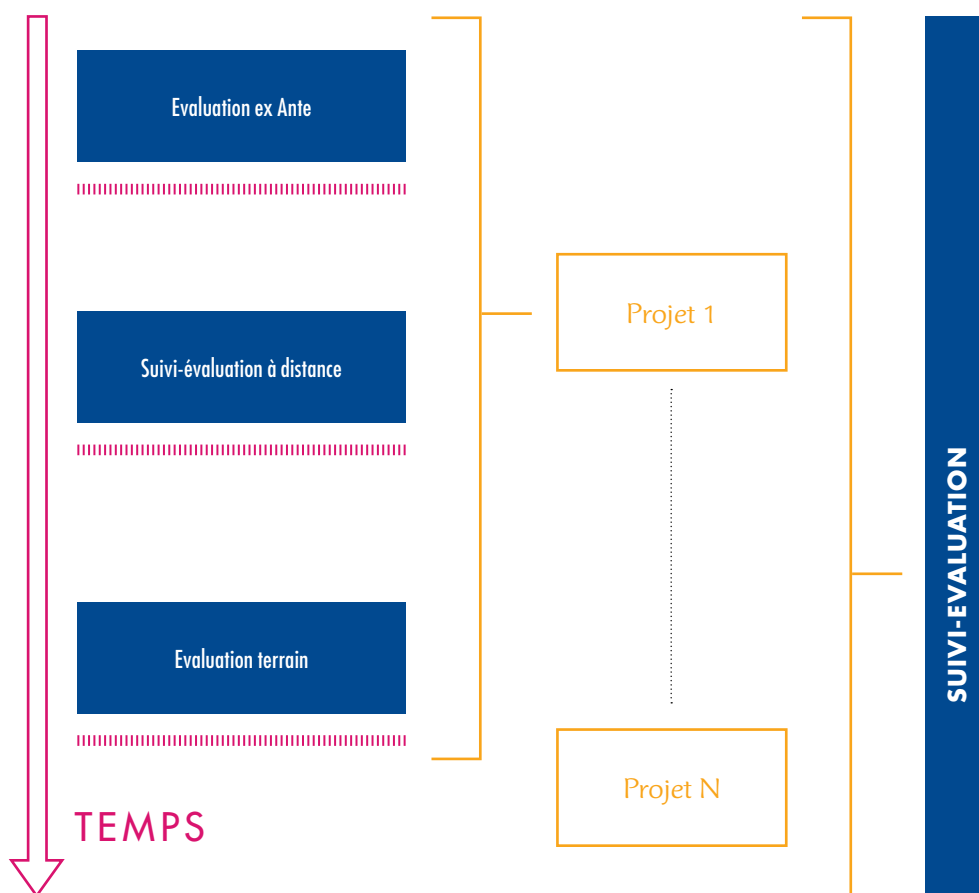 Evaluation ex Ante
Suivi-évaluation à distance
Evaluation terrain
TEMPS
Projet 1
Projet N
SUIVI-EVALUATION